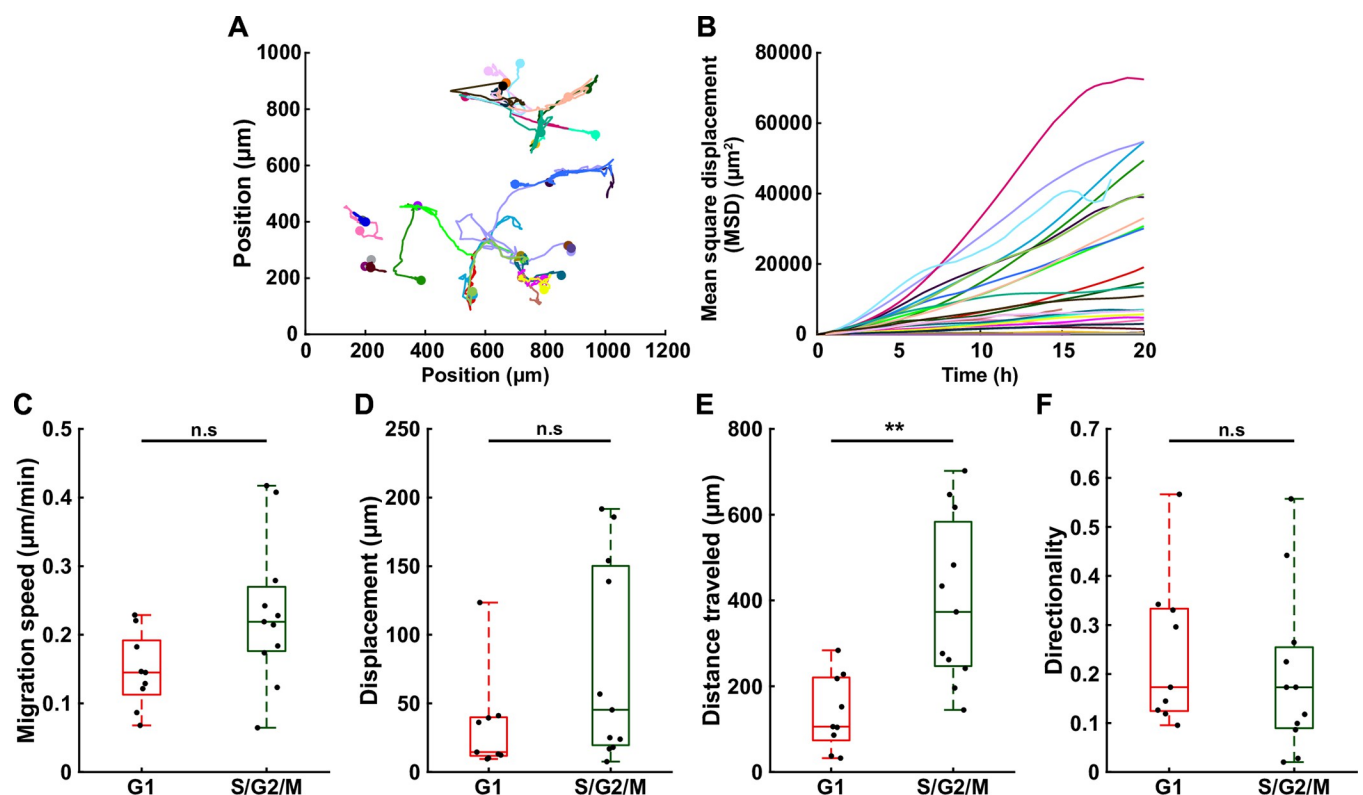 A
1000
800
600
400
200
0
0 200 400 600 800 1000 1200
Position (µm)
Position (µm)
B
80000
60000
40000
20000
0
0 5 10 15 20
Mean square displacement
(MSD) (µm²)
Time (h)
C
n.s
0.5
0.4
0.3
0.2
0.1
0
Migration speed (µm/min)
G1 S/G2/M
D
n.s
250
200
150
100
50
0
Displacement (µm)
G1 S/G2/M
E
**
800
600
400
200
0
Distance traveled (µm)
G1 S/G2/M
F
n.s
0.7
0.6
0.5
0.4
0.3
0.2
0.1
0
Directionality
G1 S/G2/M